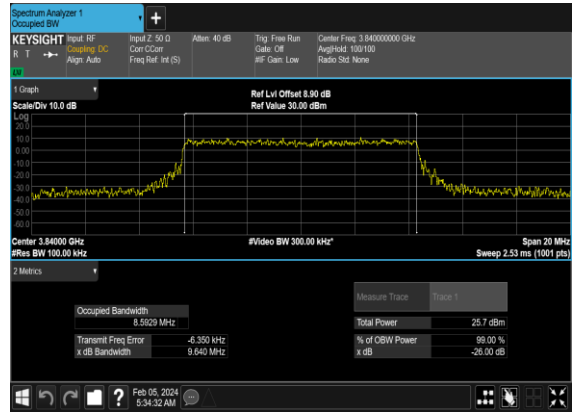 Spectrum Analyzer 1
Occupied BW
+
KEYSIGHT Input: RF Input Z: 50 Ω Atten: 40 dB Trig: Free Run Center Freq: 3.840000000 GHz
R T Coupling: DC Corr CCorr Gate: Off Avg|Hold: 100/100
Align: Auto Freq Ref: Int (S) #IF Gain: Low Radio Std: None
1 Graph
Ref Lvl Offset 8.90 dB
Scale/Div 10.0 dB Ref Value 30.00 dBm
Log
20.0
10.0
0.00
-10.0
-20.0
-30.0
-40.0
-50.0
-60.0
Center 3.84000 GHz #Video BW 300.00 kHz* Span 20 MHz
#Res BW 100.00 kHz Sweep 2.53 ms (1001 pts)
2 Metrics
Measure Trace Trace 1
Occupied Bandwidth
8.5929 MHz Total Power 25.7 dBm
Transmit Freq Error -6.350 kHz % of OBW Power 99.00 %
x dB Bandwidth 9.640 MHz x dB -26.00 dB
? Feb 05, 2024
5:34:32 AM